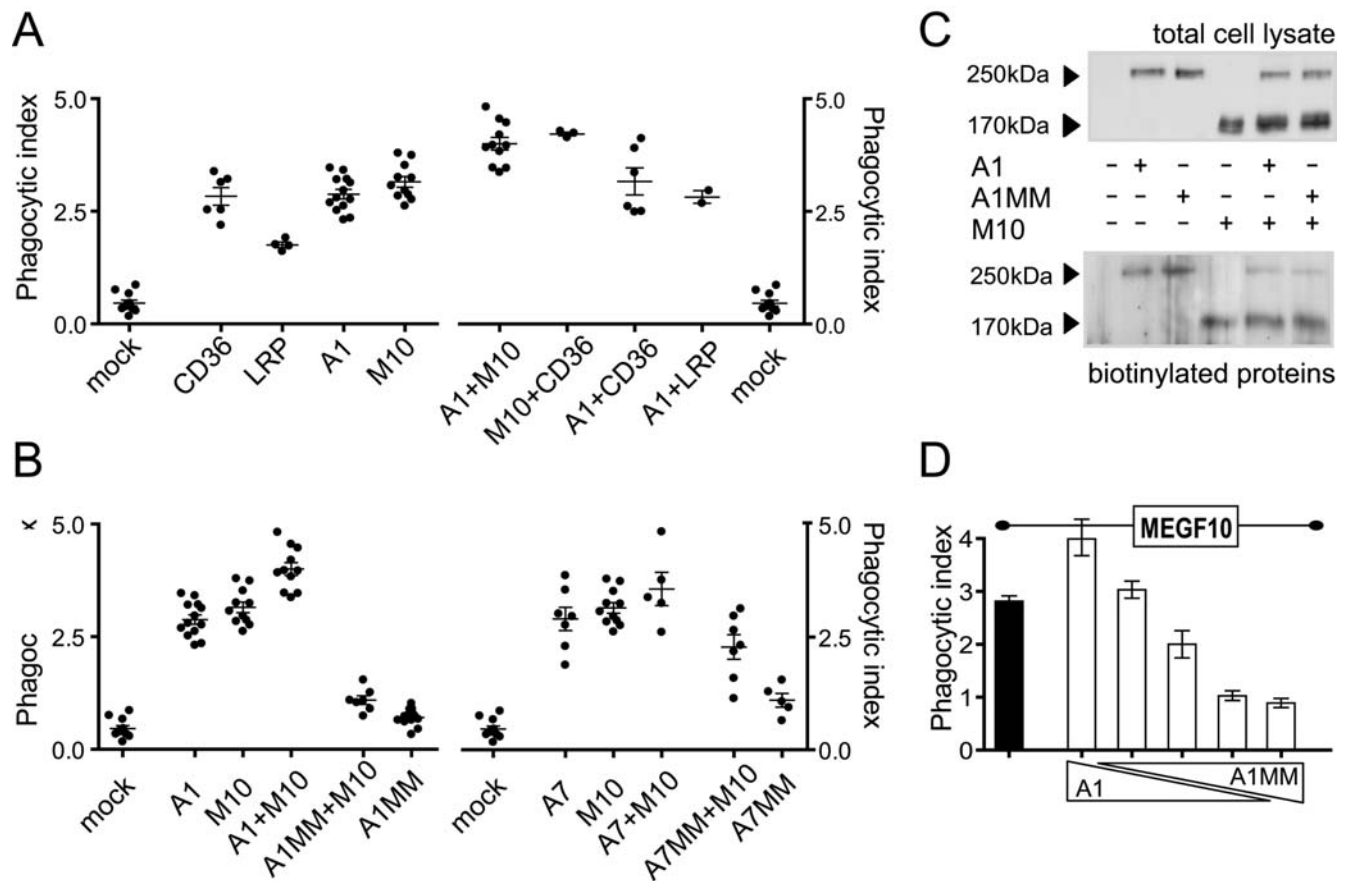 A
Phagocytic index
5.0
2.5
0.0
mock
CD36
LRP
A1
M10
A1+M10
M10+CD36
A1+CD36
A1+LRP
mock
5.0
2.5
0.0
Phagocytic index
B
Phagoc
5.0
2.5
0.0
mock
A1
M10
A1+M10
A1MM+M10
A1MM
mock
A7
M10
A7+M10
A7MM+M10
A7MM
5.0
2.5
0.0
Phagocytic index
C
total cell lysate
250kDa
170kDa
A1 – + – – + –
A1MM – – + – – +
M10 – – – + + +
250kDa
170kDa
biotinylated proteins
D
MEGF10
Phagocytic index
4
3
2
1
0
A1
A1MM